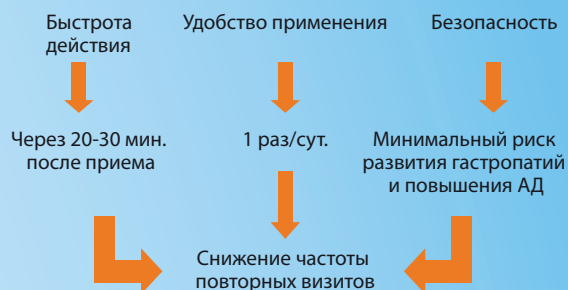 Быстрота
действия
Удобство применения
Безопасность
Через 20-30 мин.
после приема
1 раз/сут.
Минимальный риск
развития гастропатий
и повышения АД
Снижение частоты
повторных визитов